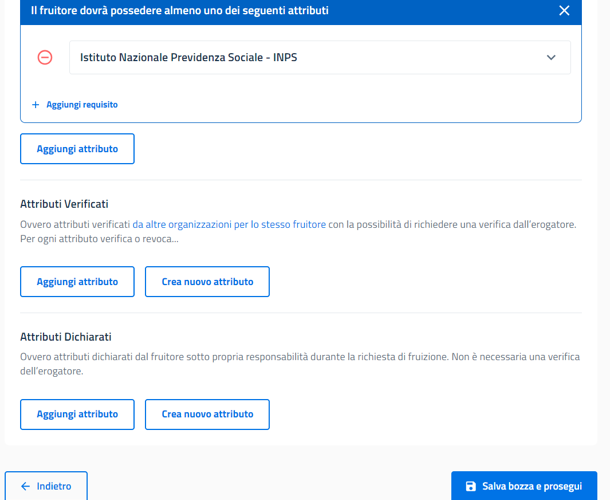 Il fruitore dovrà possedere almeno uno dei seguenti attributi
Istituto Nazionale Previdenza Sociale - INPS
+ Aggiungi requisito
Aggiungi attributo
Attributi Verificati
Ovvero attributi verificati da altre organizzazioni per lo stesso fruitore con la possibilità di richiedere una verifica dall’erogatore.
Per ogni attributo verifica o revoca...
Aggiungi attributo
Crea nuovo attributo
Attributi Dichiarati
Ovvero attributi dichiarati dal fruitore sotto propria responsabilità durante la richiesta di fruizione. Non è necessaria una verifica
dell’erogatore.
Aggiungi attributo
Crea nuovo attributo
Indietro
Salva bozza e prosegui